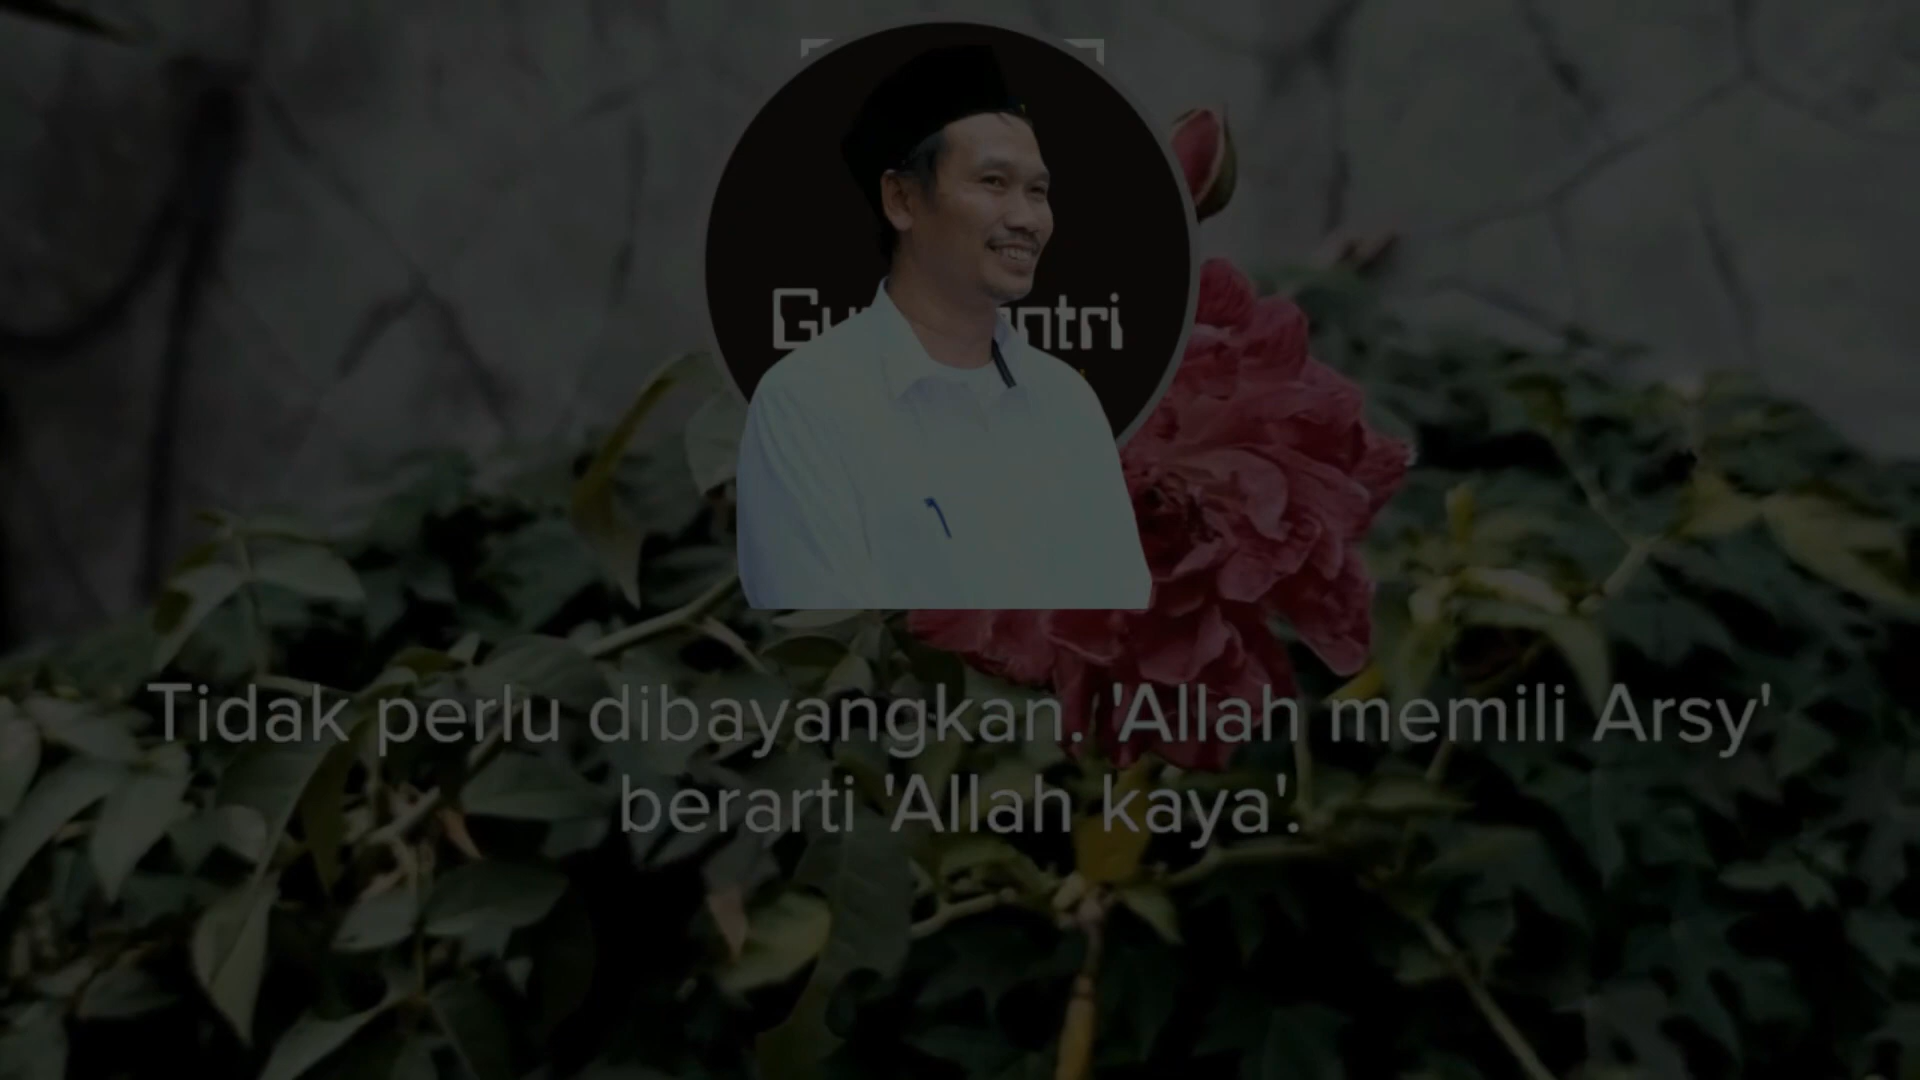 Tidak perlu dibayangkan. 'Allah memili Arsy'
berarti 'Allah kaya'.